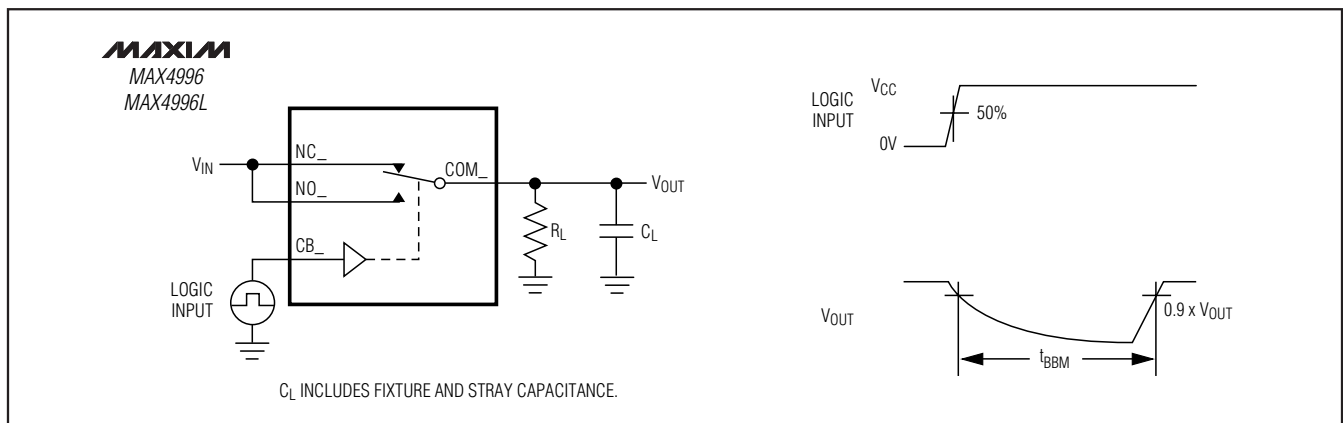 MAXIM
MAX4996
MAX4996L
VIN
NC_
NO_
COM_
VOUT
RL
CL
CB_
LOGIC
INPUT
CL INCLUDES FIXTURE AND STRAY CAPACITANCE.
LOGIC
INPUT
VCC
50%
0V
VOUT
0.9 x VOUT
tBBM